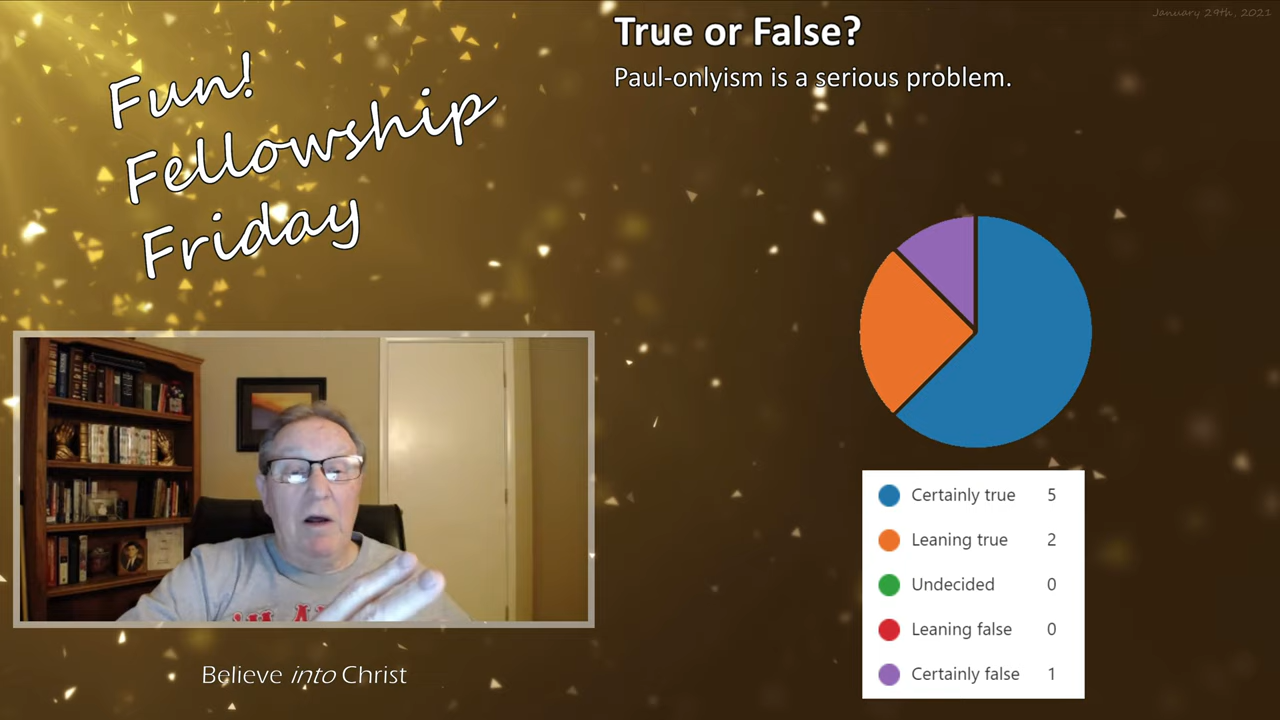 January 29th, 2021
True or False?
Paul-onlyism is a serious problem.
Fun!
Fellowship
Friday
Certainly true 5
Leaning true 2
Undecided 0
Leaning false 0
Certainly false 1
Believe into Christ